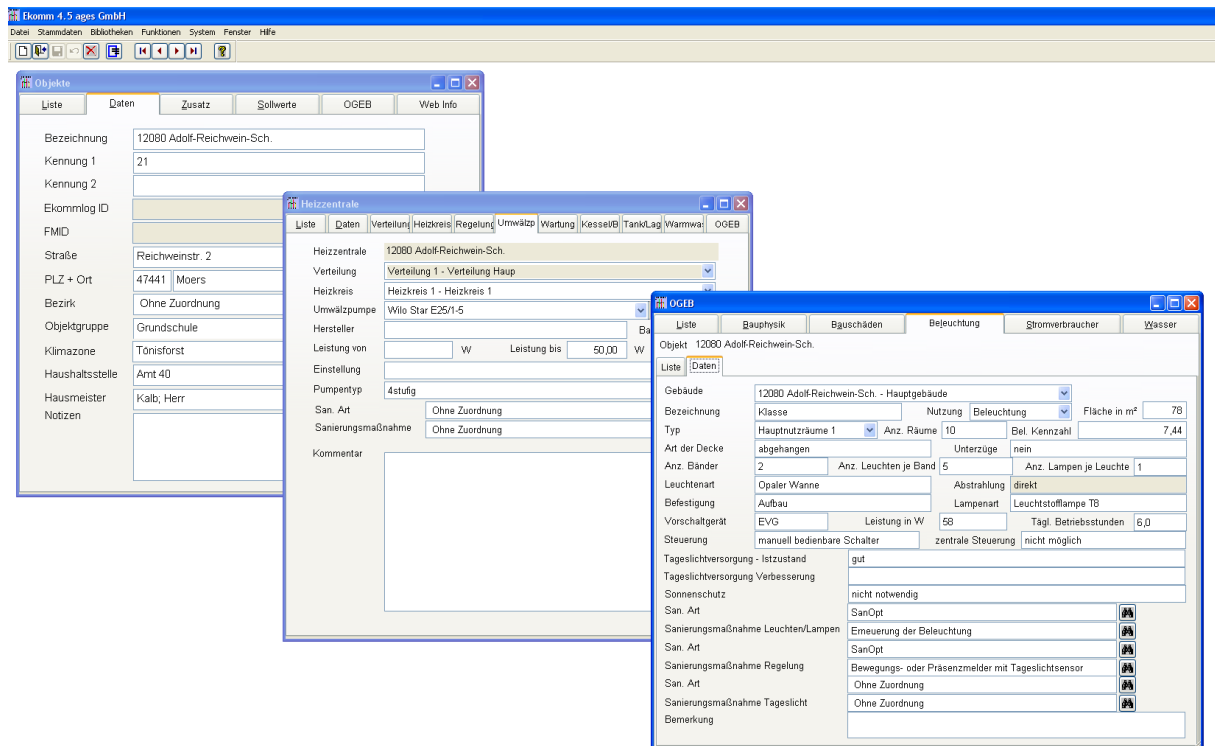 Ekomm 4.5 ages GmbH
Datei Stammdaten Bibliotheken Funktionen System Fenster Hilfe
Objekte
Liste Daten Zusatz Sollwerte OGEB Web Info
Bezeichnung 12080 Adolf-Reichwein-Sch.
Kennung 1 21
Kennung 2
Ekommlog ID
FMID
Straße Reichweinstr. 2
PLZ + Ort 47441 Moers
Bezirk Ohne Zuordnung
Objektgruppe Grundschule
Klimazone Tönisforst
Haushaltsstelle Amt 40
Hausmeister Kalb; Herr
Notizen
Heizzentrale
Liste Daten Verteilung Heizkreis Regelung Umwälzp Wartung Kessel/B Tank/Lag Warmwa OGEB
Heizzentrale 12080 Adolf-Reichwein-Sch.
Verteilung Verteilung 1 - Verteilung Haup
Heizkreis Heizkreis 1 - Heizkreis 1
Umwälzpumpe Wilo Star E25/1-5
Hersteller Ba
Leistung von W Leistung bis 50,00 W
Einstellung
Pumpentyp 4stufig
San. Art Ohne Zuordnung
Sanierungsmaßnahme Ohne Zuordnung
Kommentar
OGEB
Liste Bauphysik Bauschäden Beleuchtung Stromverbraucher Wasser
Objekt 12080 Adolf-Reichwein-Sch.
Liste Daten
Gebäude 12080 Adolf-Reichwein-Sch. - Hauptgebäude
Bezeichnung Klasse Nutzung Beleuchtung Fläche in m² 78
Typ Hauptnutzräume 1 Anz. Räume 10 Bel. Kennzahl 7,44
Art der Decke abgehangen Unterzüge nein
Anz. Bänder 2 Anz. Leuchten je Band 5 Anz. Lampen je Leuchte 1
Leuchtenart Opaler Wanne Abstrahlung direkt
Befestigung Aufbau Lampenart Leuchtstofflampe T8
Vorschaltgerät EVG Leistung in W 58 Tägl. Betriebsstunden 6,0
Steuerung manuell bedienbare Schalter zentrale Steuerung nicht möglich
Tageslichtversorgung - Istzustand gut
Tageslichtversorgung Verbesserung
Sonnenschutz nicht notwendig
San. Art SanOpt
Sanierungsmaßnahme Leuchten/Lampen Erneuerung der Beleuchtung
San. Art SanOpt
Sanierungsmaßnahme Regelung Bewegungs- oder Präsenzmelder mit Tageslichtsensor
San. Art Ohne Zuordnung
Sanierungsmaßnahme Tageslicht Ohne Zuordnung
Bemerkung